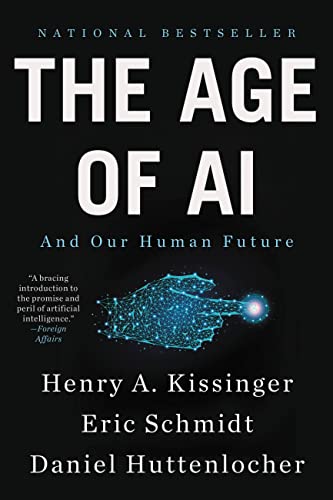 NATIONAL BESTSELLER
THE AGE
OF AI
And Our Human Future
“A bracing
introduction to
the promise and
peril of artificial
intelligence.”
—Foreign
Affairs
Henry A. Kissinger
Eric Schmidt
Daniel Huttenlocher